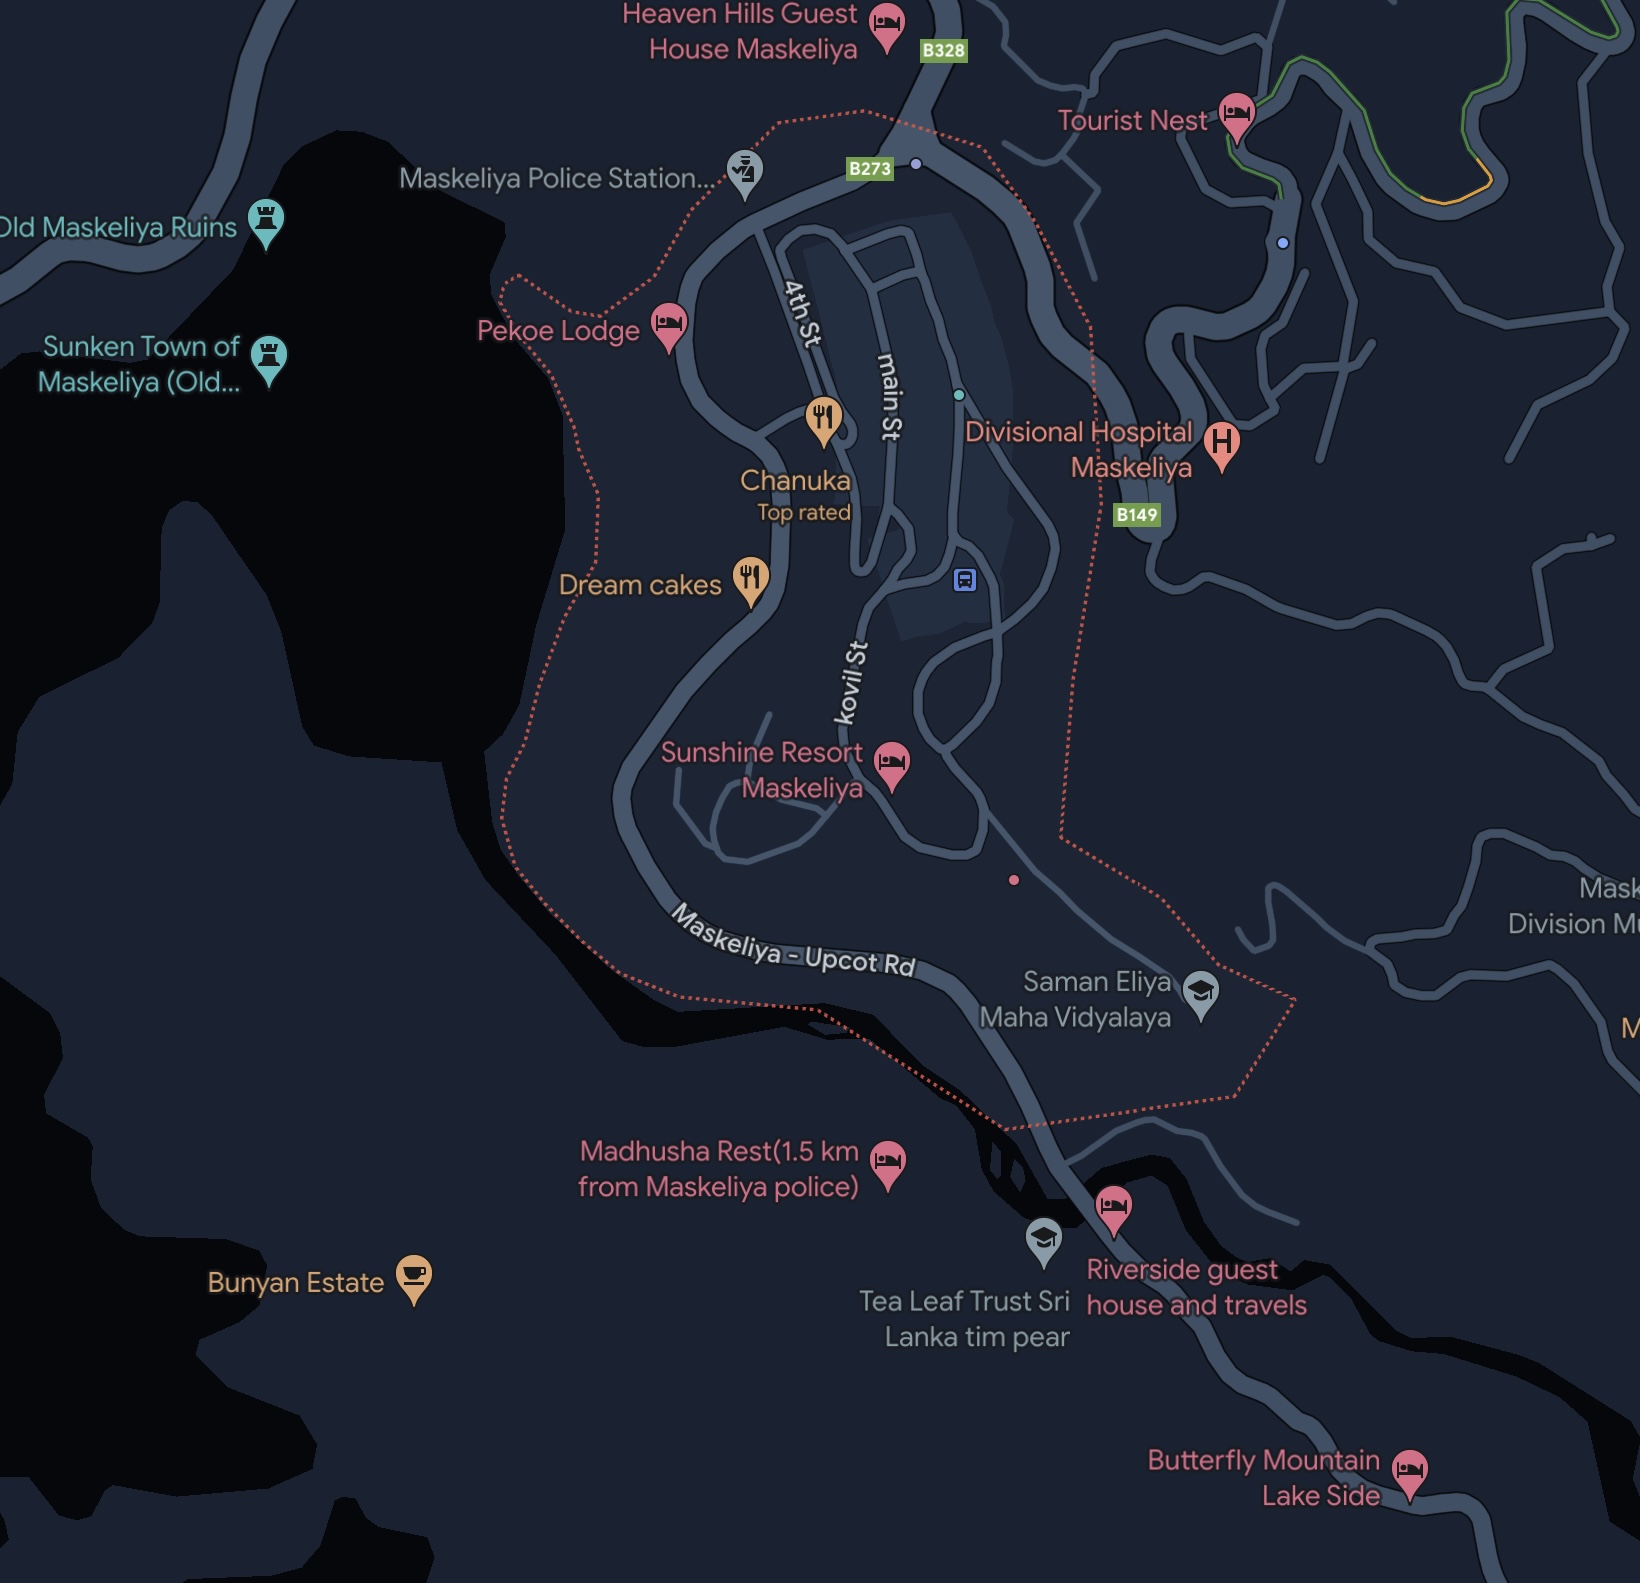 Heaven Hills Guest
House Maskeliya
B328
Tourist Nest
B273
Maskeliya Police Station...
Old Maskeliya Ruins
4th St
Pekoe Lodge
Sunken Town of
Maskeliya (Old...
main St
Divisional Hospital
Maskeliya
Chanuka
Top rated
B149
Dream cakes
kovil St
Sunshine Resort
Maskeliya
Mask
Division Mu
Maskeliya - Upcot Rd
Saman Eliya
Maha Vidyalaya
M
Madhusha Rest(1.5 km
from Maskeliya police)
Bunyan Estate
Riverside guest
house and travels
Tea Leaf Trust Sri
Lanka tim pear
Butterfly Mountain
Lake Side